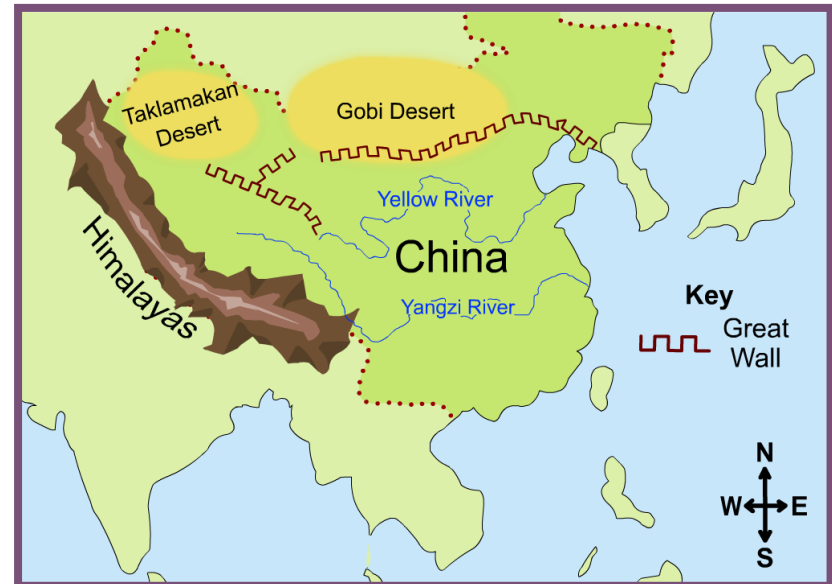 Taklamakan
Desert
Gobi Desert
Himalayas
Yellow River
China
Yangzi River
Key
Great
Wall
N
W E
S